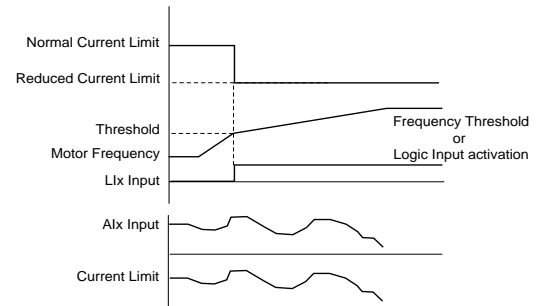 Normal Current Limit
Reduced Current Limit
Threshold
Motor Frequency
LIx Input
Frequency Threshold
or
Logic Input activation
AIx Input
Current Limit